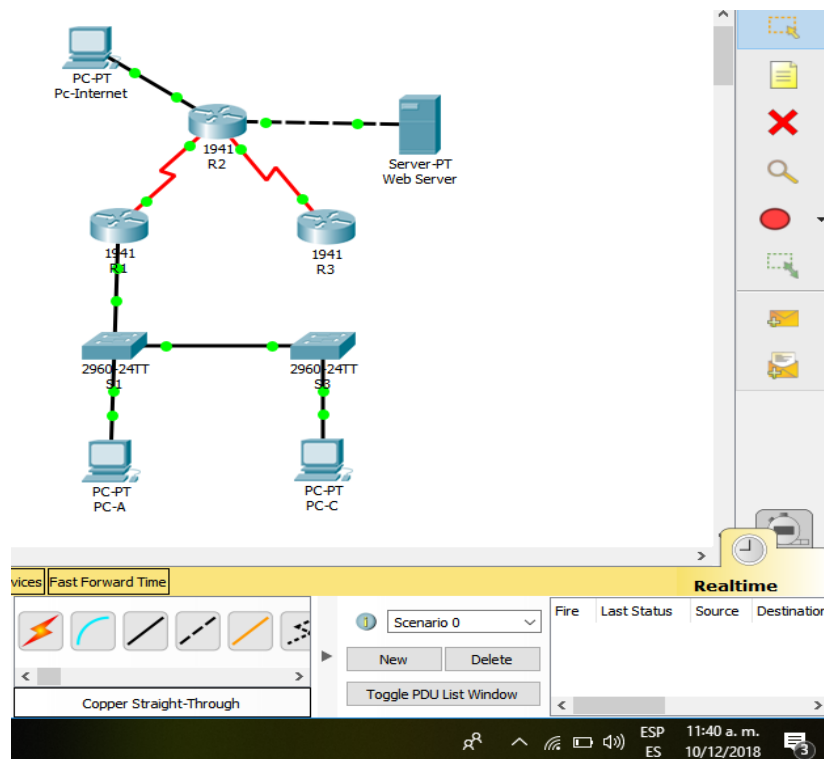 PC-PT
Pc-Internet
1941
R2
Server-PT
Web Server
1941
R1
1941
R3
2960-24TT
S1
2960-24TT
S3
PC-PT
PC-A
PC-PT
PC-C
vices
Fast Forward Time
Realtime
Scenario 0
Fire
Last Status
Source
Destination
New
Delete
Toggle PDU List Window
Copper Straight-Through
ESP
ES
11:40 a. m.
10/12/2018
3